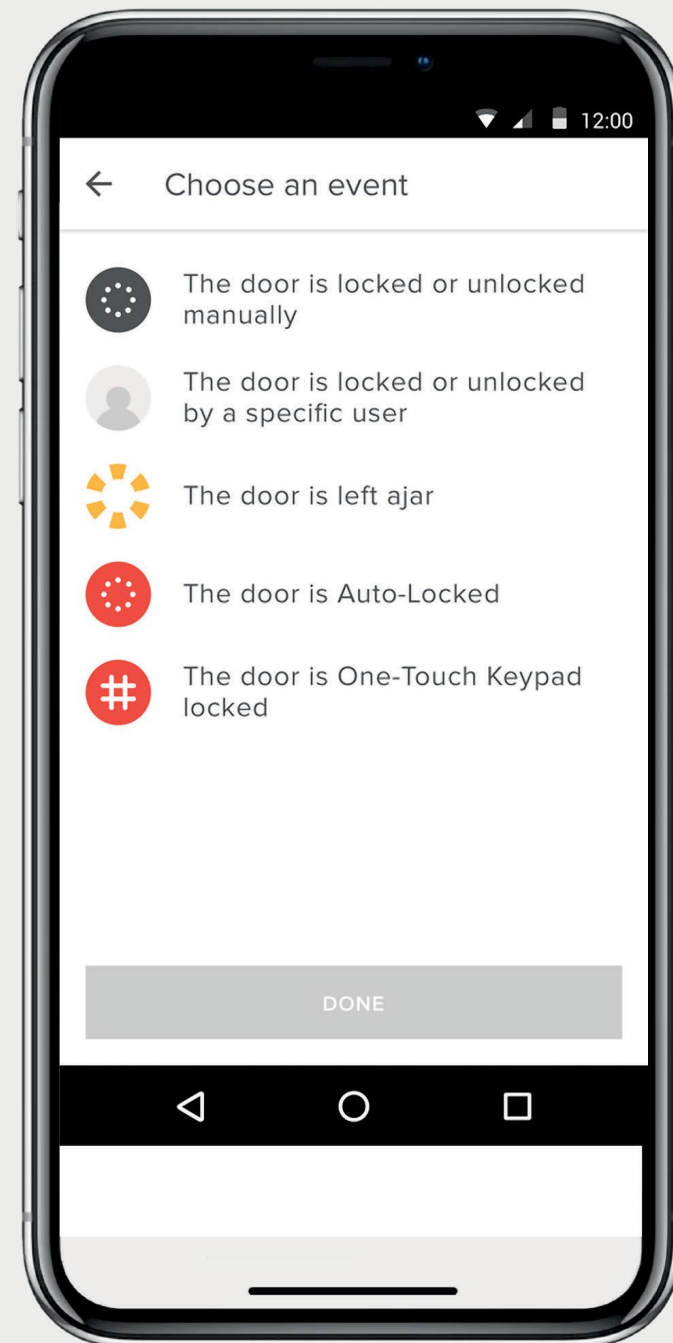 12:00
Choose an event
The door is locked or unlocked
manually
The door is locked or unlocked
by a specific user
The door is left ajar
The door is Auto-Locked
The door is One-Touch Keypad
locked
DONE